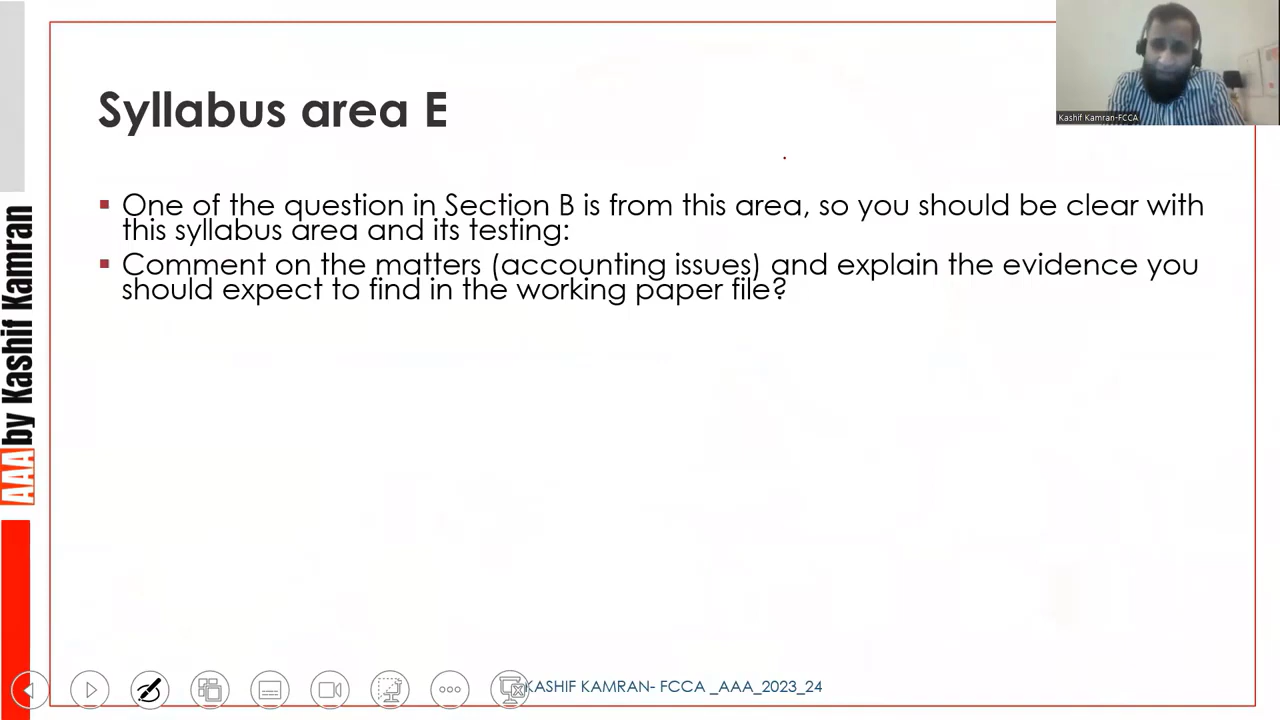 Syllabus area E
Kashif Kamran-FCCA
One of the question in Section B is from this area, so you should be clear with
this syllabus area and its testing:
Comment on the matters (accounting issues) and explain the evidence you
should expect to find in the working paper file?
AAA by Kashif Kamran
KASHIF KAMRAN- FCCA _AAA_2023_24